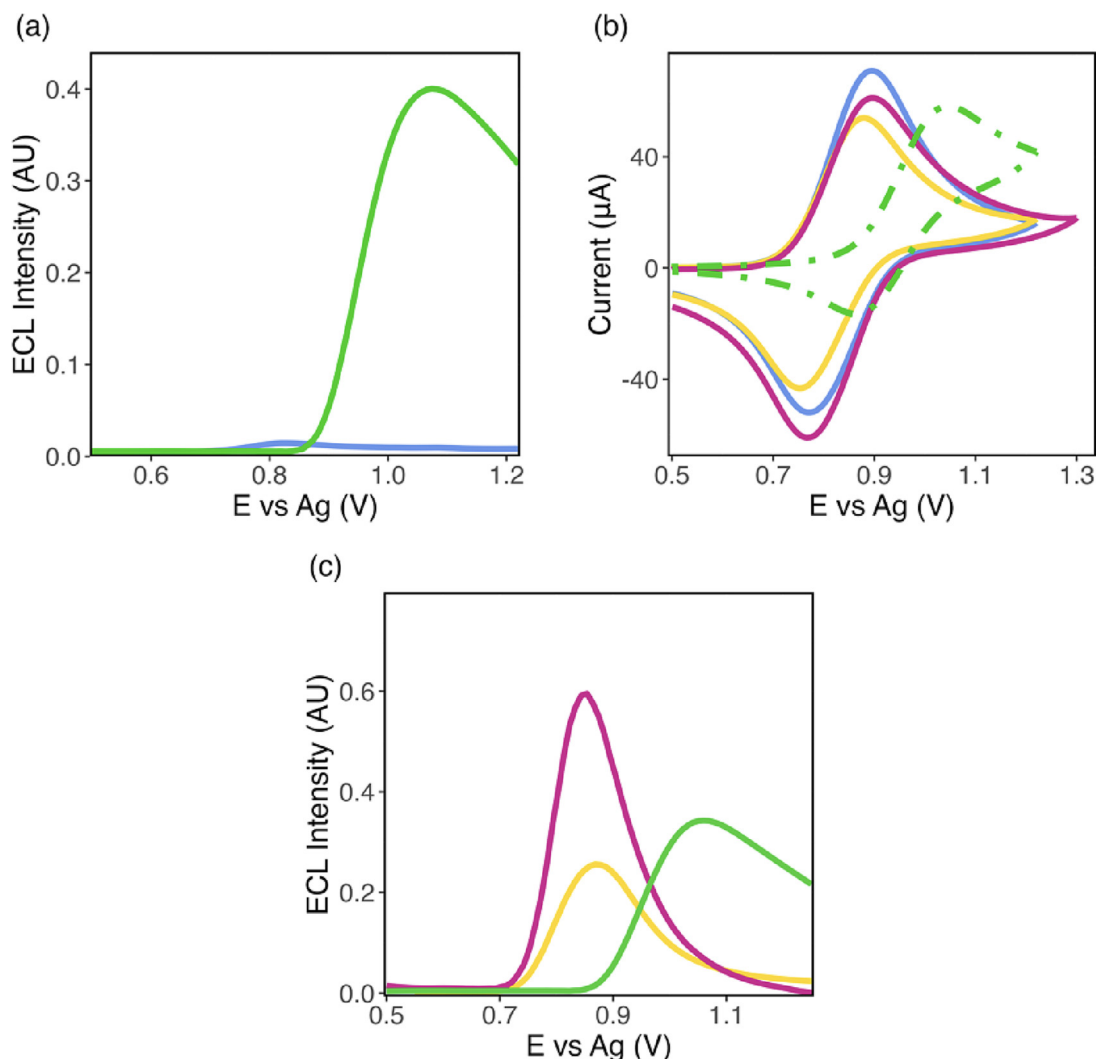 (a)
ECL Intensity (AU)
0.4
0.3
0.2
0.1
0.0
0.6 0.8 1.0 1.2
E vs Ag (V)
(b)
Current (µA)
40
0
-40
0.5 0.7 0.9 1.1 1.3
E vs Ag (V)
(c)
ECL Intensity (AU)
0.6
0.4
0.2
0.0
0.5 0.7 0.9 1.1
E vs Ag (V)